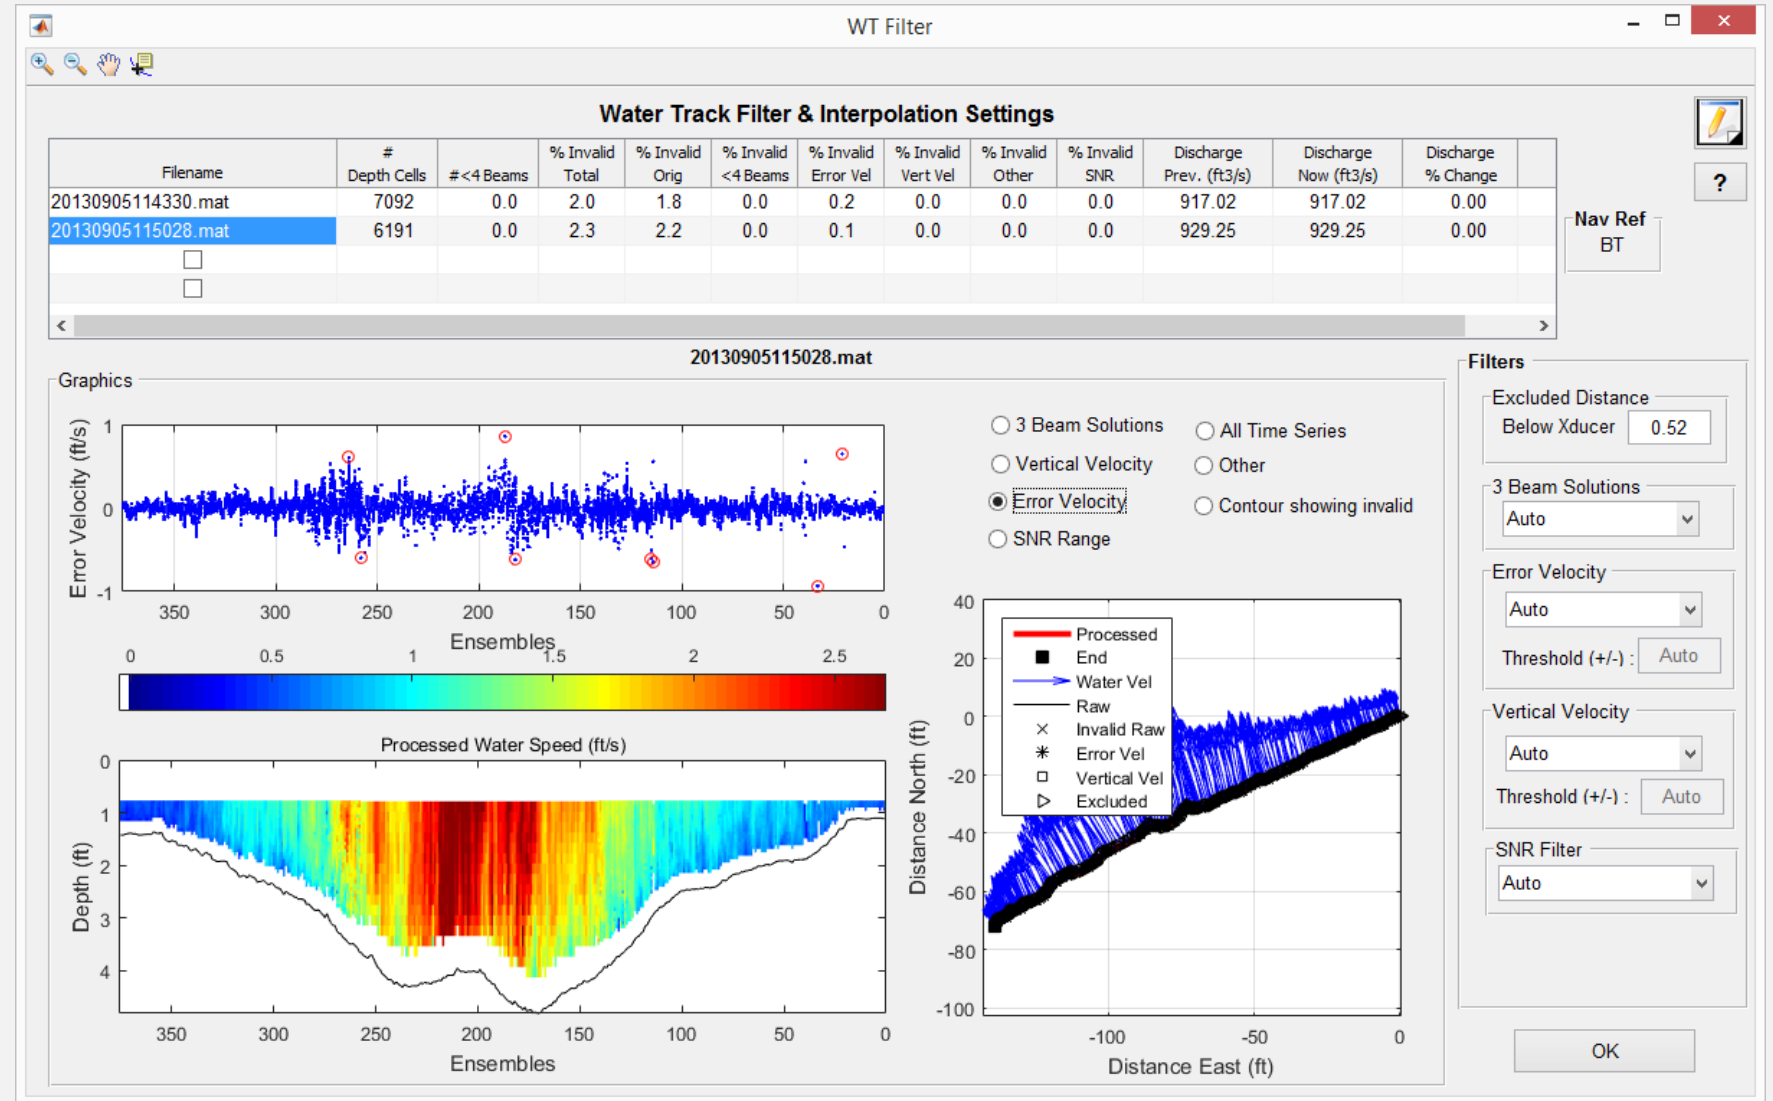 WT Filter
Water Track Filter & Interpolation Settings
Filename # Depth Cells #<4 Beams % Invalid Total % Invalid Orig % Invalid <4 Beams % Invalid Error Vel % Invalid Vert Vel % Invalid Other % Invalid SNR Discharge Prev. (ft3/s) Discharge Now (ft3/s) Discharge % Change
20130905114330.mat 7092 0.0 2.0 1.8 0.0 0.2 0.0 0.0 0.0 917.02 917.02 0.00
20130905115028.mat 6191 0.0 2.3 2.2 0.0 0.1 0.0 0.0 0.0 929.25 929.25 0.00
?
Nav Ref
BT
20130905115028.mat
Graphics
Error Velocity (ft/s)
1
0
-1
350 300 250 200 150 100 50 0
Ensembles
0 0.5 1 1.5 2 2.5
Processed Water Speed (ft/s)
Depth (ft)
0
1
2
3
4
350 300 250 200 150 100 50 0
Ensembles
3 Beam Solutions
Vertical Velocity
Error Velocity
SNR Range
All Time Series
Other
Contour showing invalid
Distance North (ft)
40
20
0
-20
-40
-60
-80
-100
Processed
End
Water Vel
Raw
Invalid Raw
Error Vel
Vertical Vel
Excluded
-100 -50 0
Distance East (ft)
Filters
Excluded Distance
Below Xducer 0.52
3 Beam Solutions
Auto
Error Velocity
Auto
Threshold (+/-) : Auto
Vertical Velocity
Auto
Threshold (+/-) : Auto
SNR Filter
Auto
OK